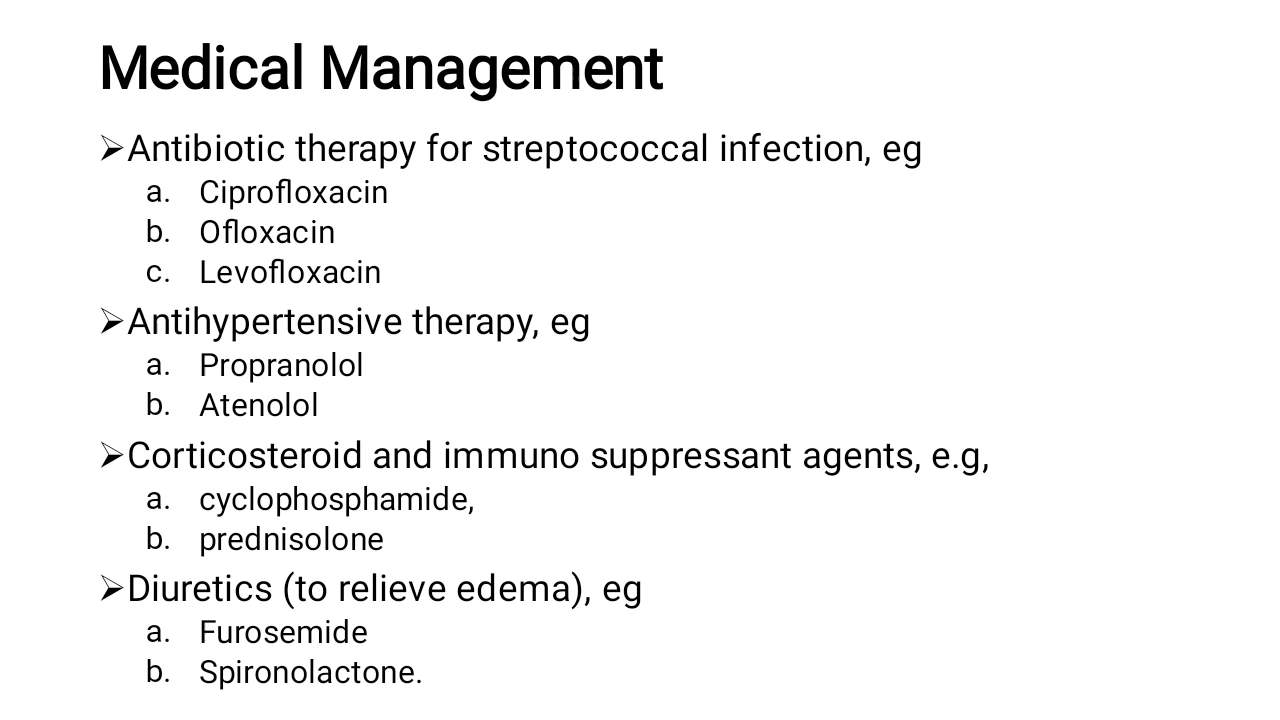 Medical Management
➢Antibiotic therapy for streptococcal infection, eg
a. Ciprofloxacin
b. Ofloxacin
c. Levofloxacin
➢Antihypertensive therapy, eg
a. Propranolol
b. Atenolol
➢Corticosteroid and immuno suppressant agents, e.g,
a. cyclophosphamide,
b. prednisolone
➢Diuretics (to relieve edema), eg
a. Furosemide
b. Spironolactone.